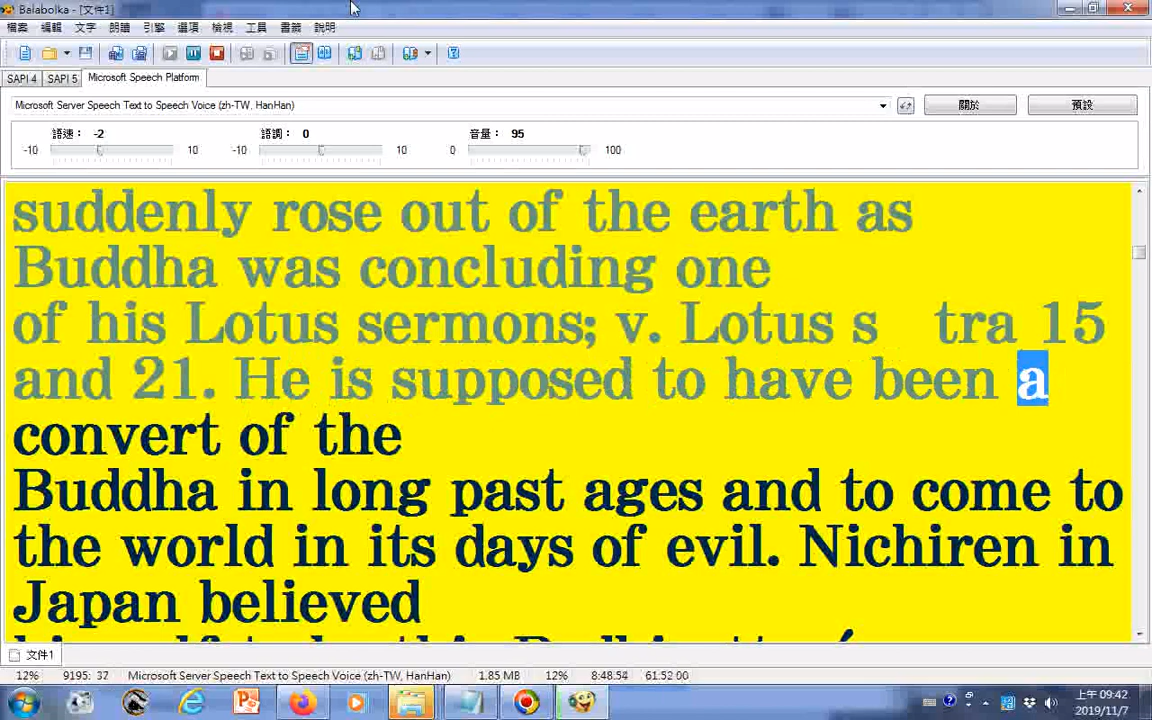 Balabolka - [文件1]
檔案 編輯 文字 朗讀 引擎 選項 檢視 工具 書籤 說明
SAPI 4 SAPI 5 Microsoft Speech Platform
Microsoft Server Speech Text to Speech Voice (zh-TW, HanHan) 關於 預設
語速： -2 語調： 0 音量： 95
-10 10 -10 10 0 100
suddenly rose out of the earth as
Buddha was concluding one
of his Lotus sermons; v. Lotus s tra 15
and 21. He is supposed to have been a
convert of the
Buddha in long past ages and to come to
the world in its days of evil. Nichiren in
Japan believed
文件1
12% 9195: 37 Microsoft Server Speech Text to Speech Voice (zh-TW, HanHan) 1.85 MB 12% 8:48:54 61:52:00
上午 09:42
2019/11/7